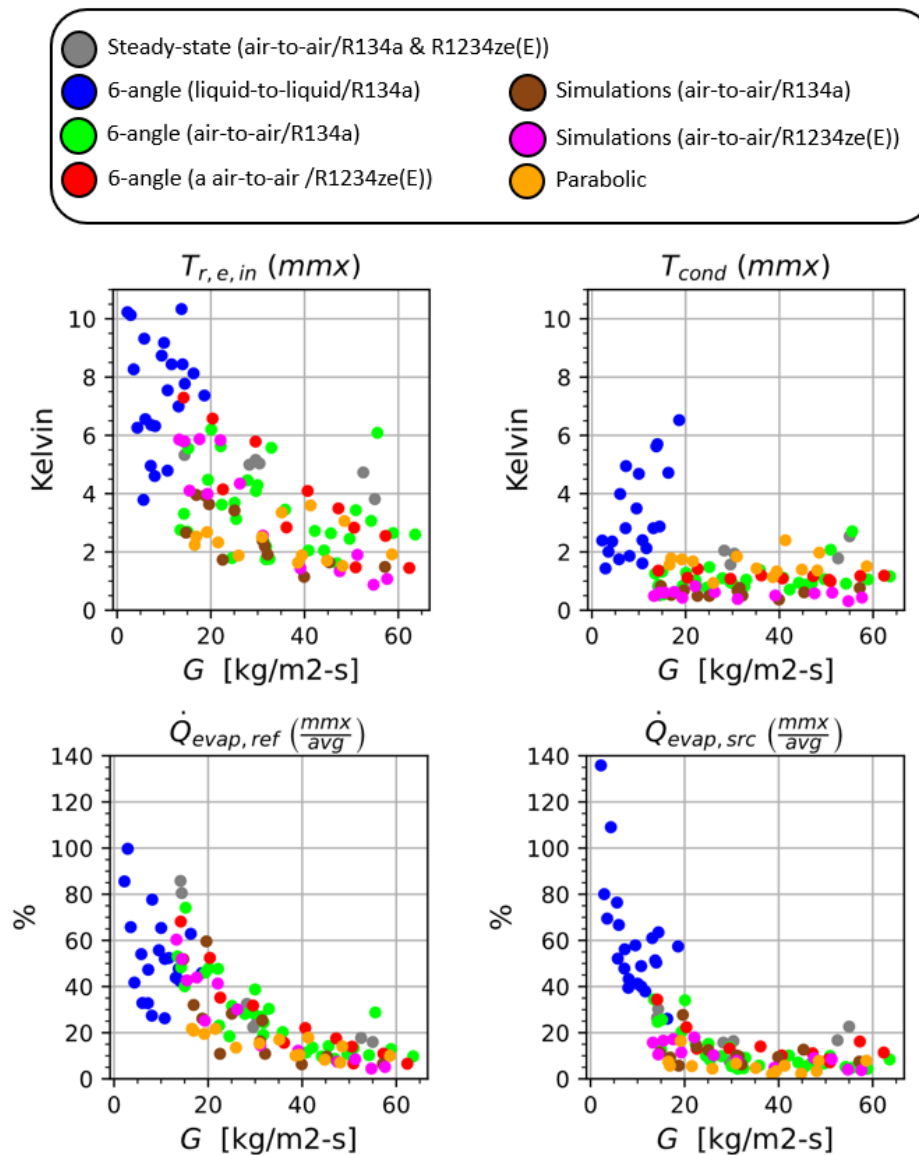 Steady-state (air-to-air/R134a & R1234ze(E))
6-angle (liquid-to-liquid/R134a)
Simulations (air-to-air/R134a)
6-angle (air-to-air/R134a)
Simulations (air-to-air/R1234ze(E))
6-angle (a air-to-air /R1234ze(E))
Parabolic
T_{r, e, in} (mmx)
T_{cond} (mmx)
Kelvin
10
8
6
4
2
0
0 20 40 60
G [kg/m2-s]
Kelvin
10
8
6
4
2
0
0 20 40 60
G [kg/m2-s]
Q̇_{evap, ref} (mmx/avg)
Q̇_{evap, src} (mmx/avg)
%
140
120
100
80
60
40
20
0
0 20 40 60
G [kg/m2-s]
%
140
120
100
80
60
40
20
0
0 20 40 60
G [kg/m2-s]